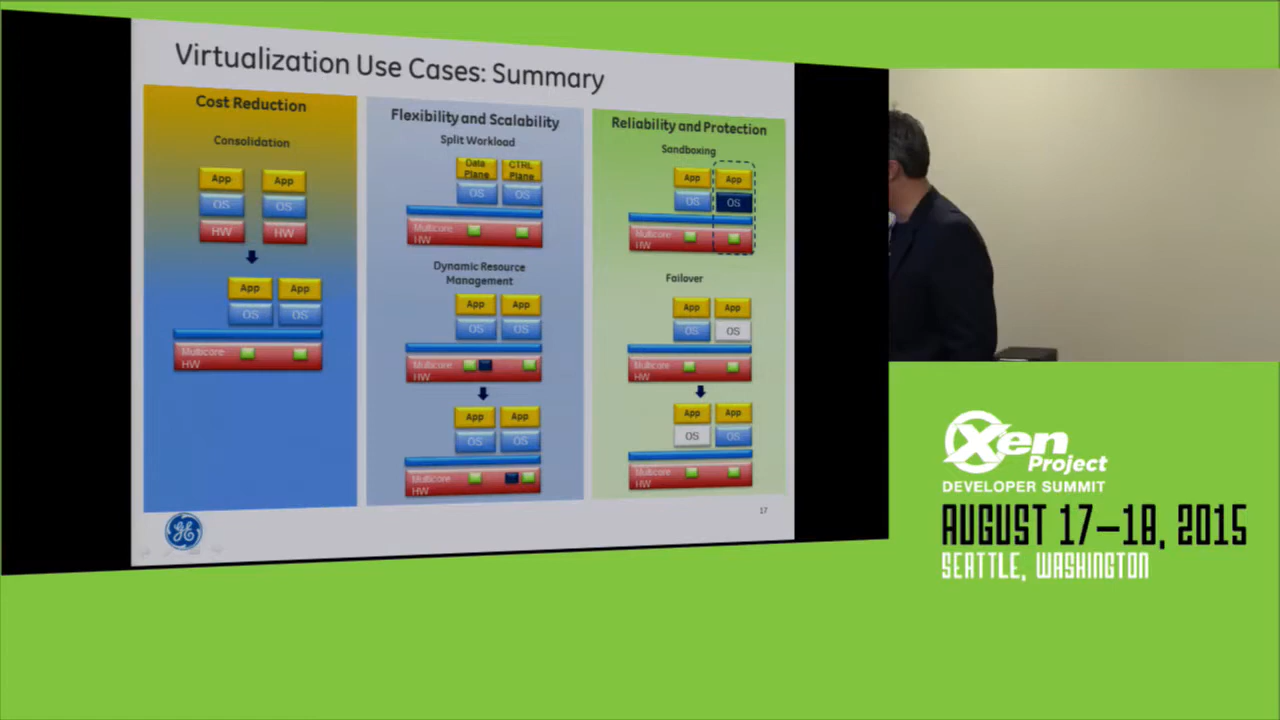 Virtualization Use Cases: Summary
Cost Reduction
Consolidation
App App
OS OS
HW HW
App App
OS OS
Multicore
HW
Flexibility and Scalability
Split Workload
Data
Plane
CTRL
Plane
OS OS
Multicore
HW
Dynamic Resource
Management
App App
OS OS
Multicore
HW
App App
OS OS
Multicore
HW
Reliability and Protection
Sandboxing
App App
OS OS
Multicore
HW
Failover
App App
OS OS
Multicore
HW
App App
OS OS
Multicore
HW
17
GE
Xen
Project
DEVELOPER SUMMIT
AUGUST 17–18, 2015
SEATTLE, WASHINGTON